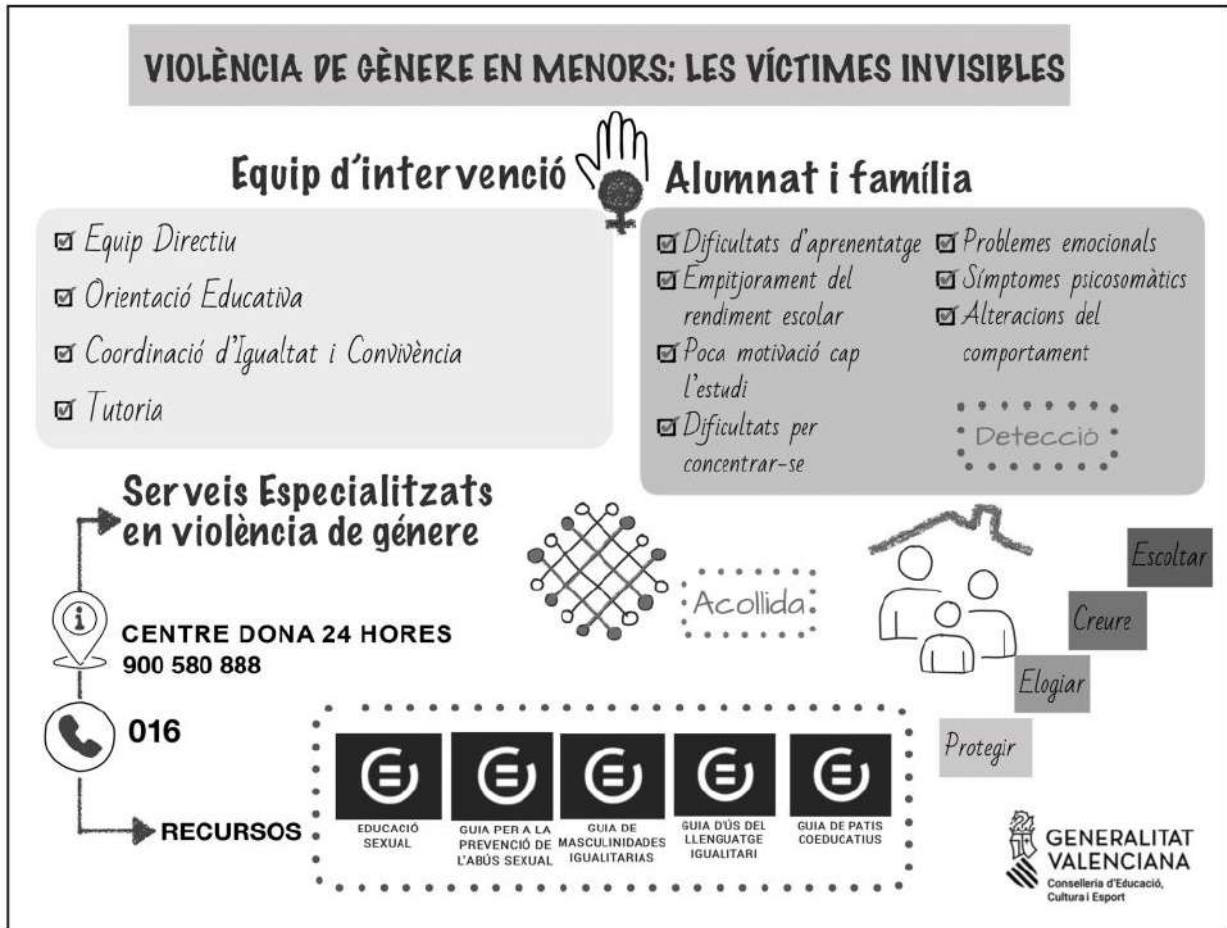 VIOLÈNCIA DE GÈNERE EN MENORS: LES VÍCTIMES INVISIBLES
Equip d'intervenció
Equip Directiu
Orientació Educativa
Coordinació d'Igualtat i Convivència
Tutoria
Alumnat i família
Dificultats d'aprenentatge
Empitjorament del
rendiment escolar
Poca motivació cap
l'estudi
Dificultats per
concentrar-se
Problemes emocionals
Símptomes psicosomàtics
Alteracions del
comportament
Detecció
Serveis Especialitzats
en violència de génere
CENTRE DONA 24 HORES
900 580 888
016
Acollida
Escoltar
Creure
Elogiar
Protegir
RECURSOS
EDUCACIÓ
SEXUAL
GUIA PER A LA
PREVENCIÓ DE
L'ABÚS SEXUAL
GUIA DE
MASCULINIDADES
IGUALITARIAS
GUIA D'ÚS DEL
LLENGUATGE
IGUALITARI
GUIA DE PATIS
COEDUCATIUS
GENERALITAT
VALENCIANA
Conselleria d'Educació,
Cultura i Esport